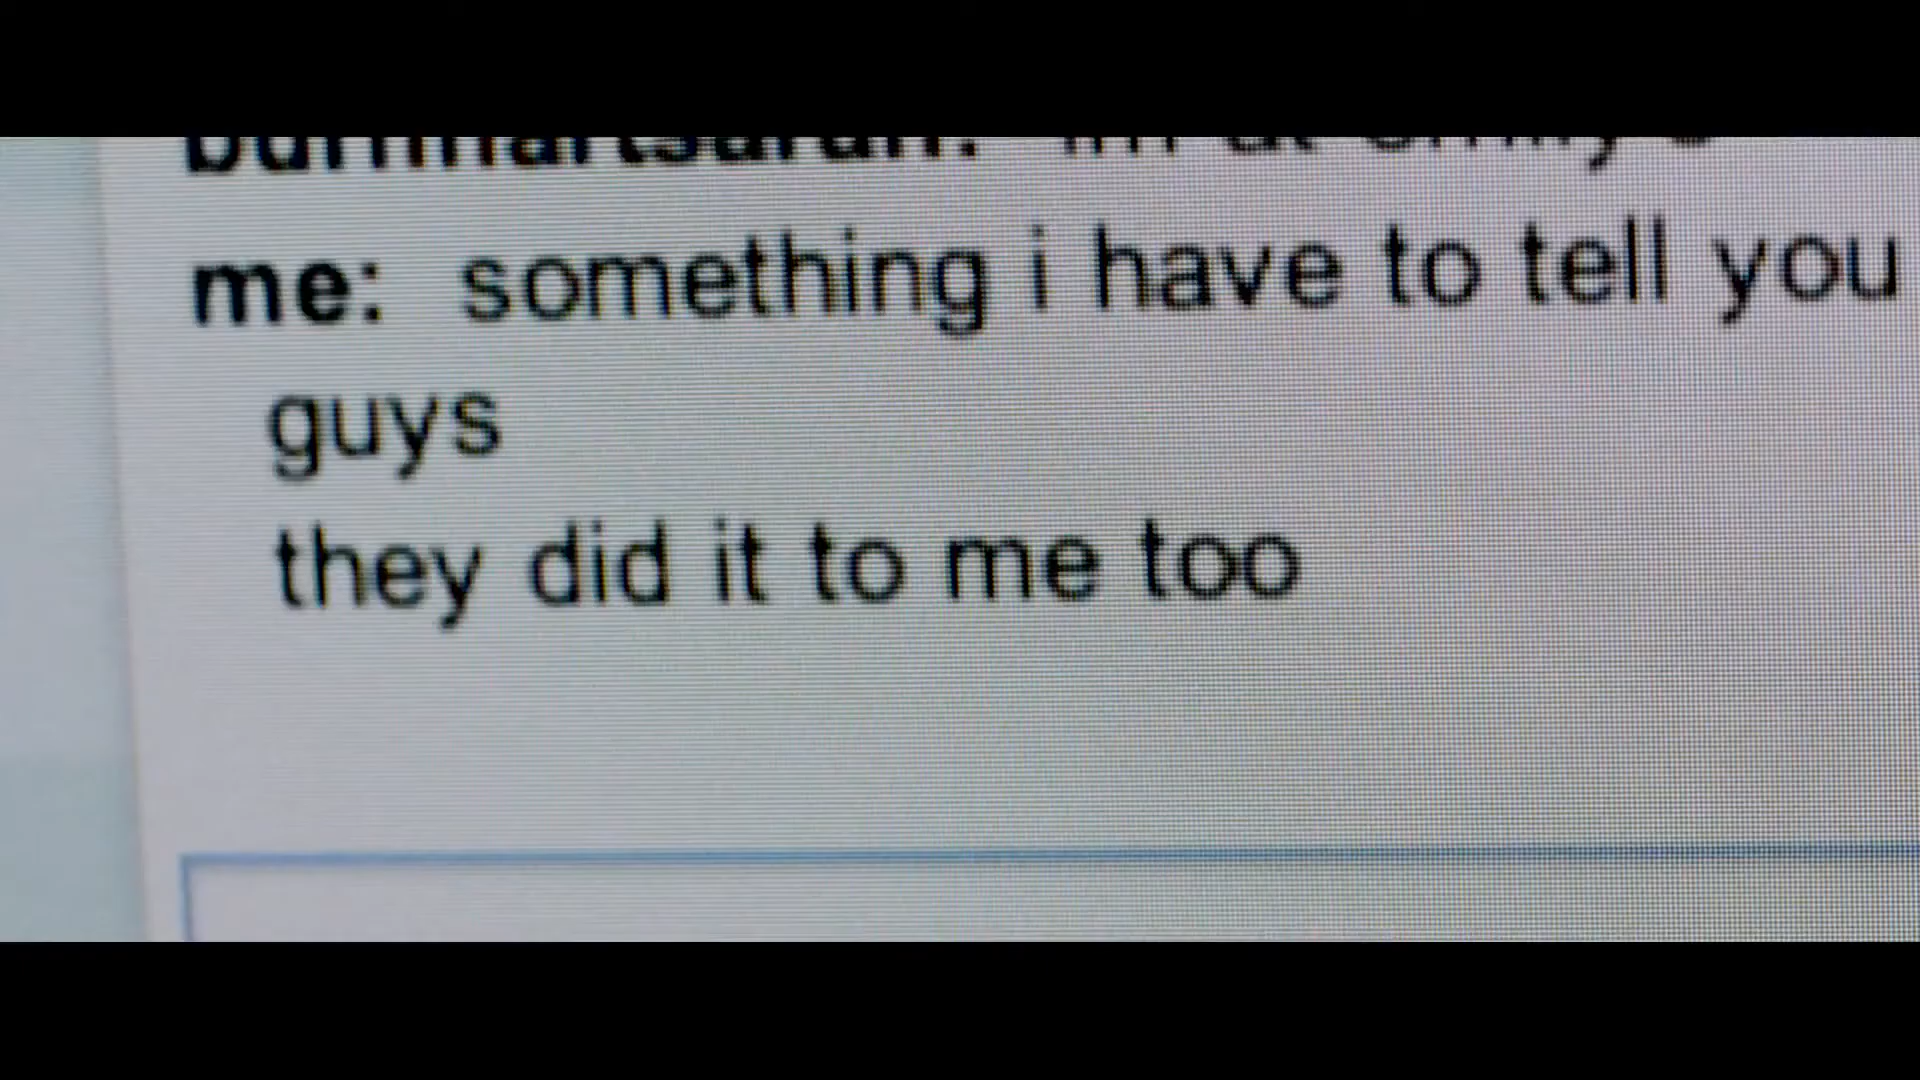 me: something i have to tell you
guys
they did it to me too